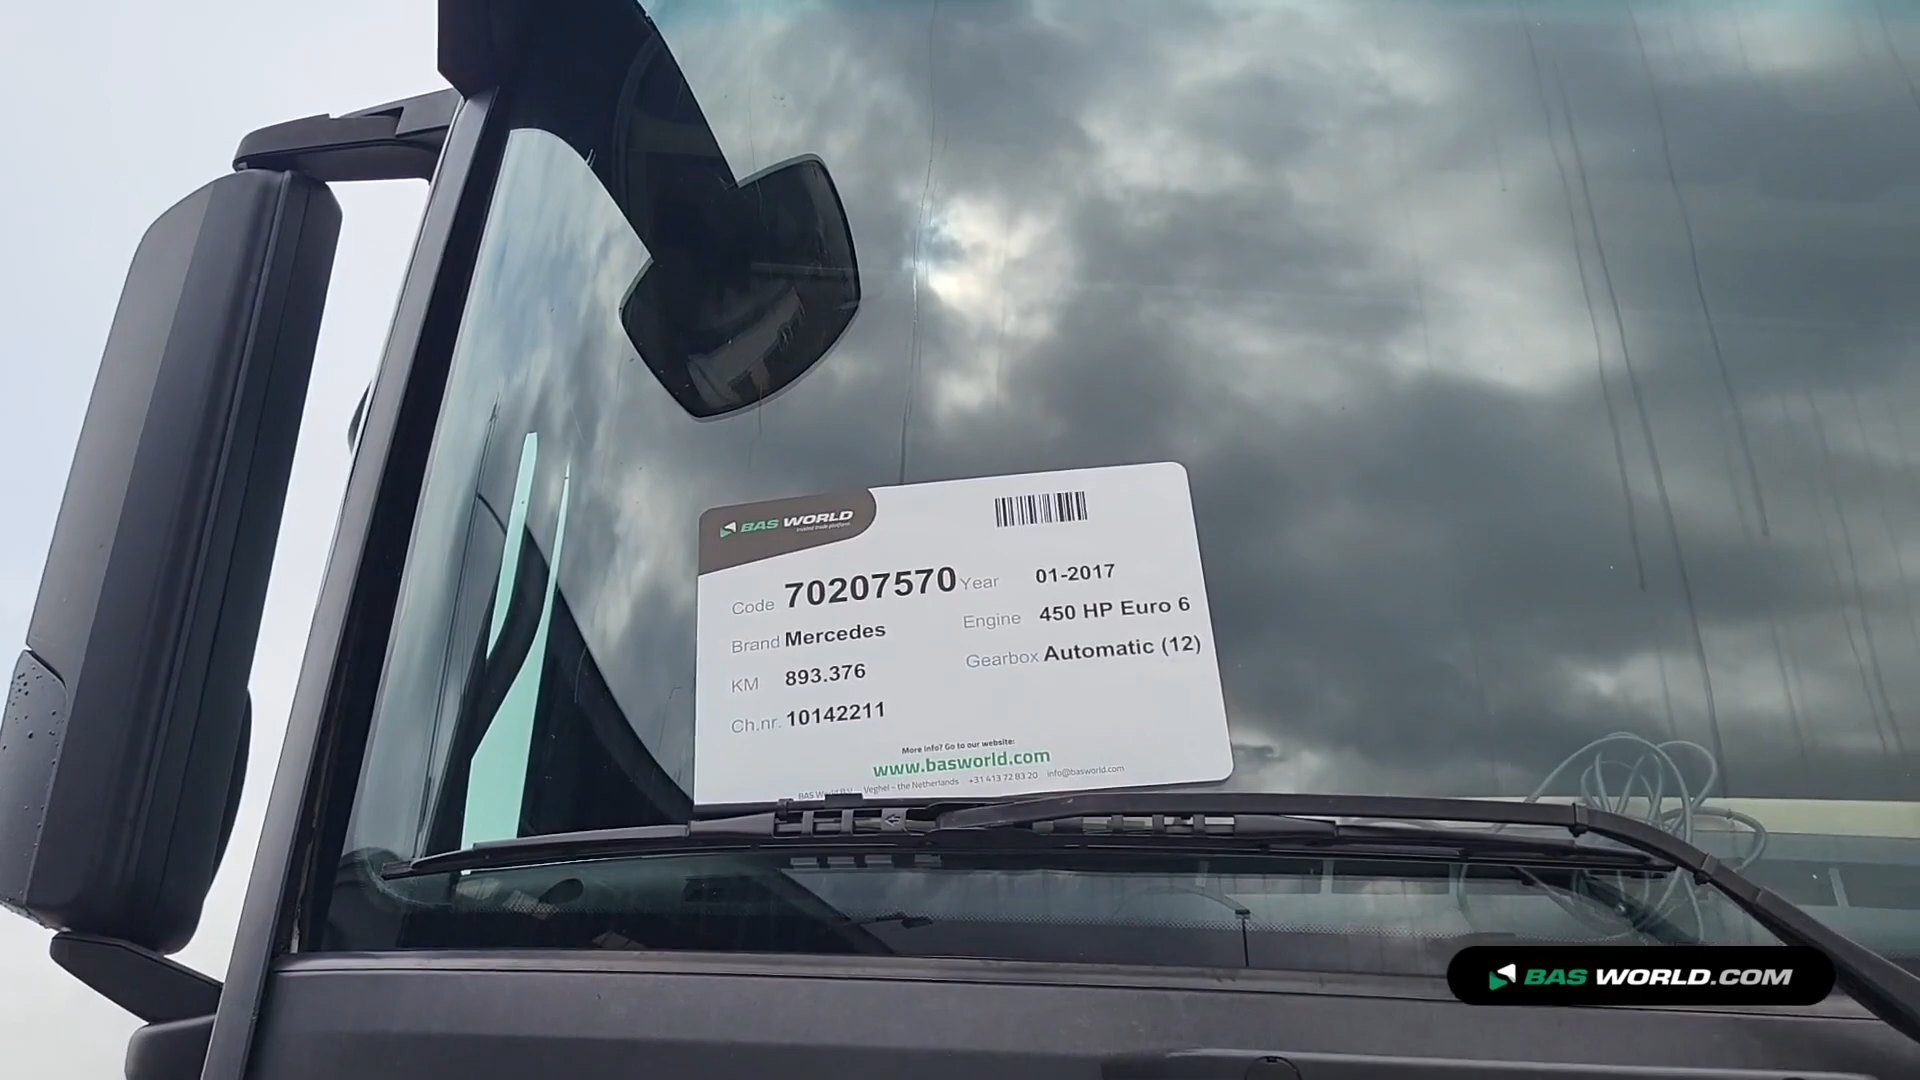 BAS WORLD
trusted trade platform
Code 70207570 Year 01-2017
Brand Mercedes Engine 450 HP Euro 6
KM 893.376 Gearbox Automatic (12)
Ch.nr. 10142211
More info? Go to our website:
www.basworld.com
BAS World B.V. - Veghel - the Netherlands +31 413 72 83 20 info@basworld.com
BAS WORLD.COM